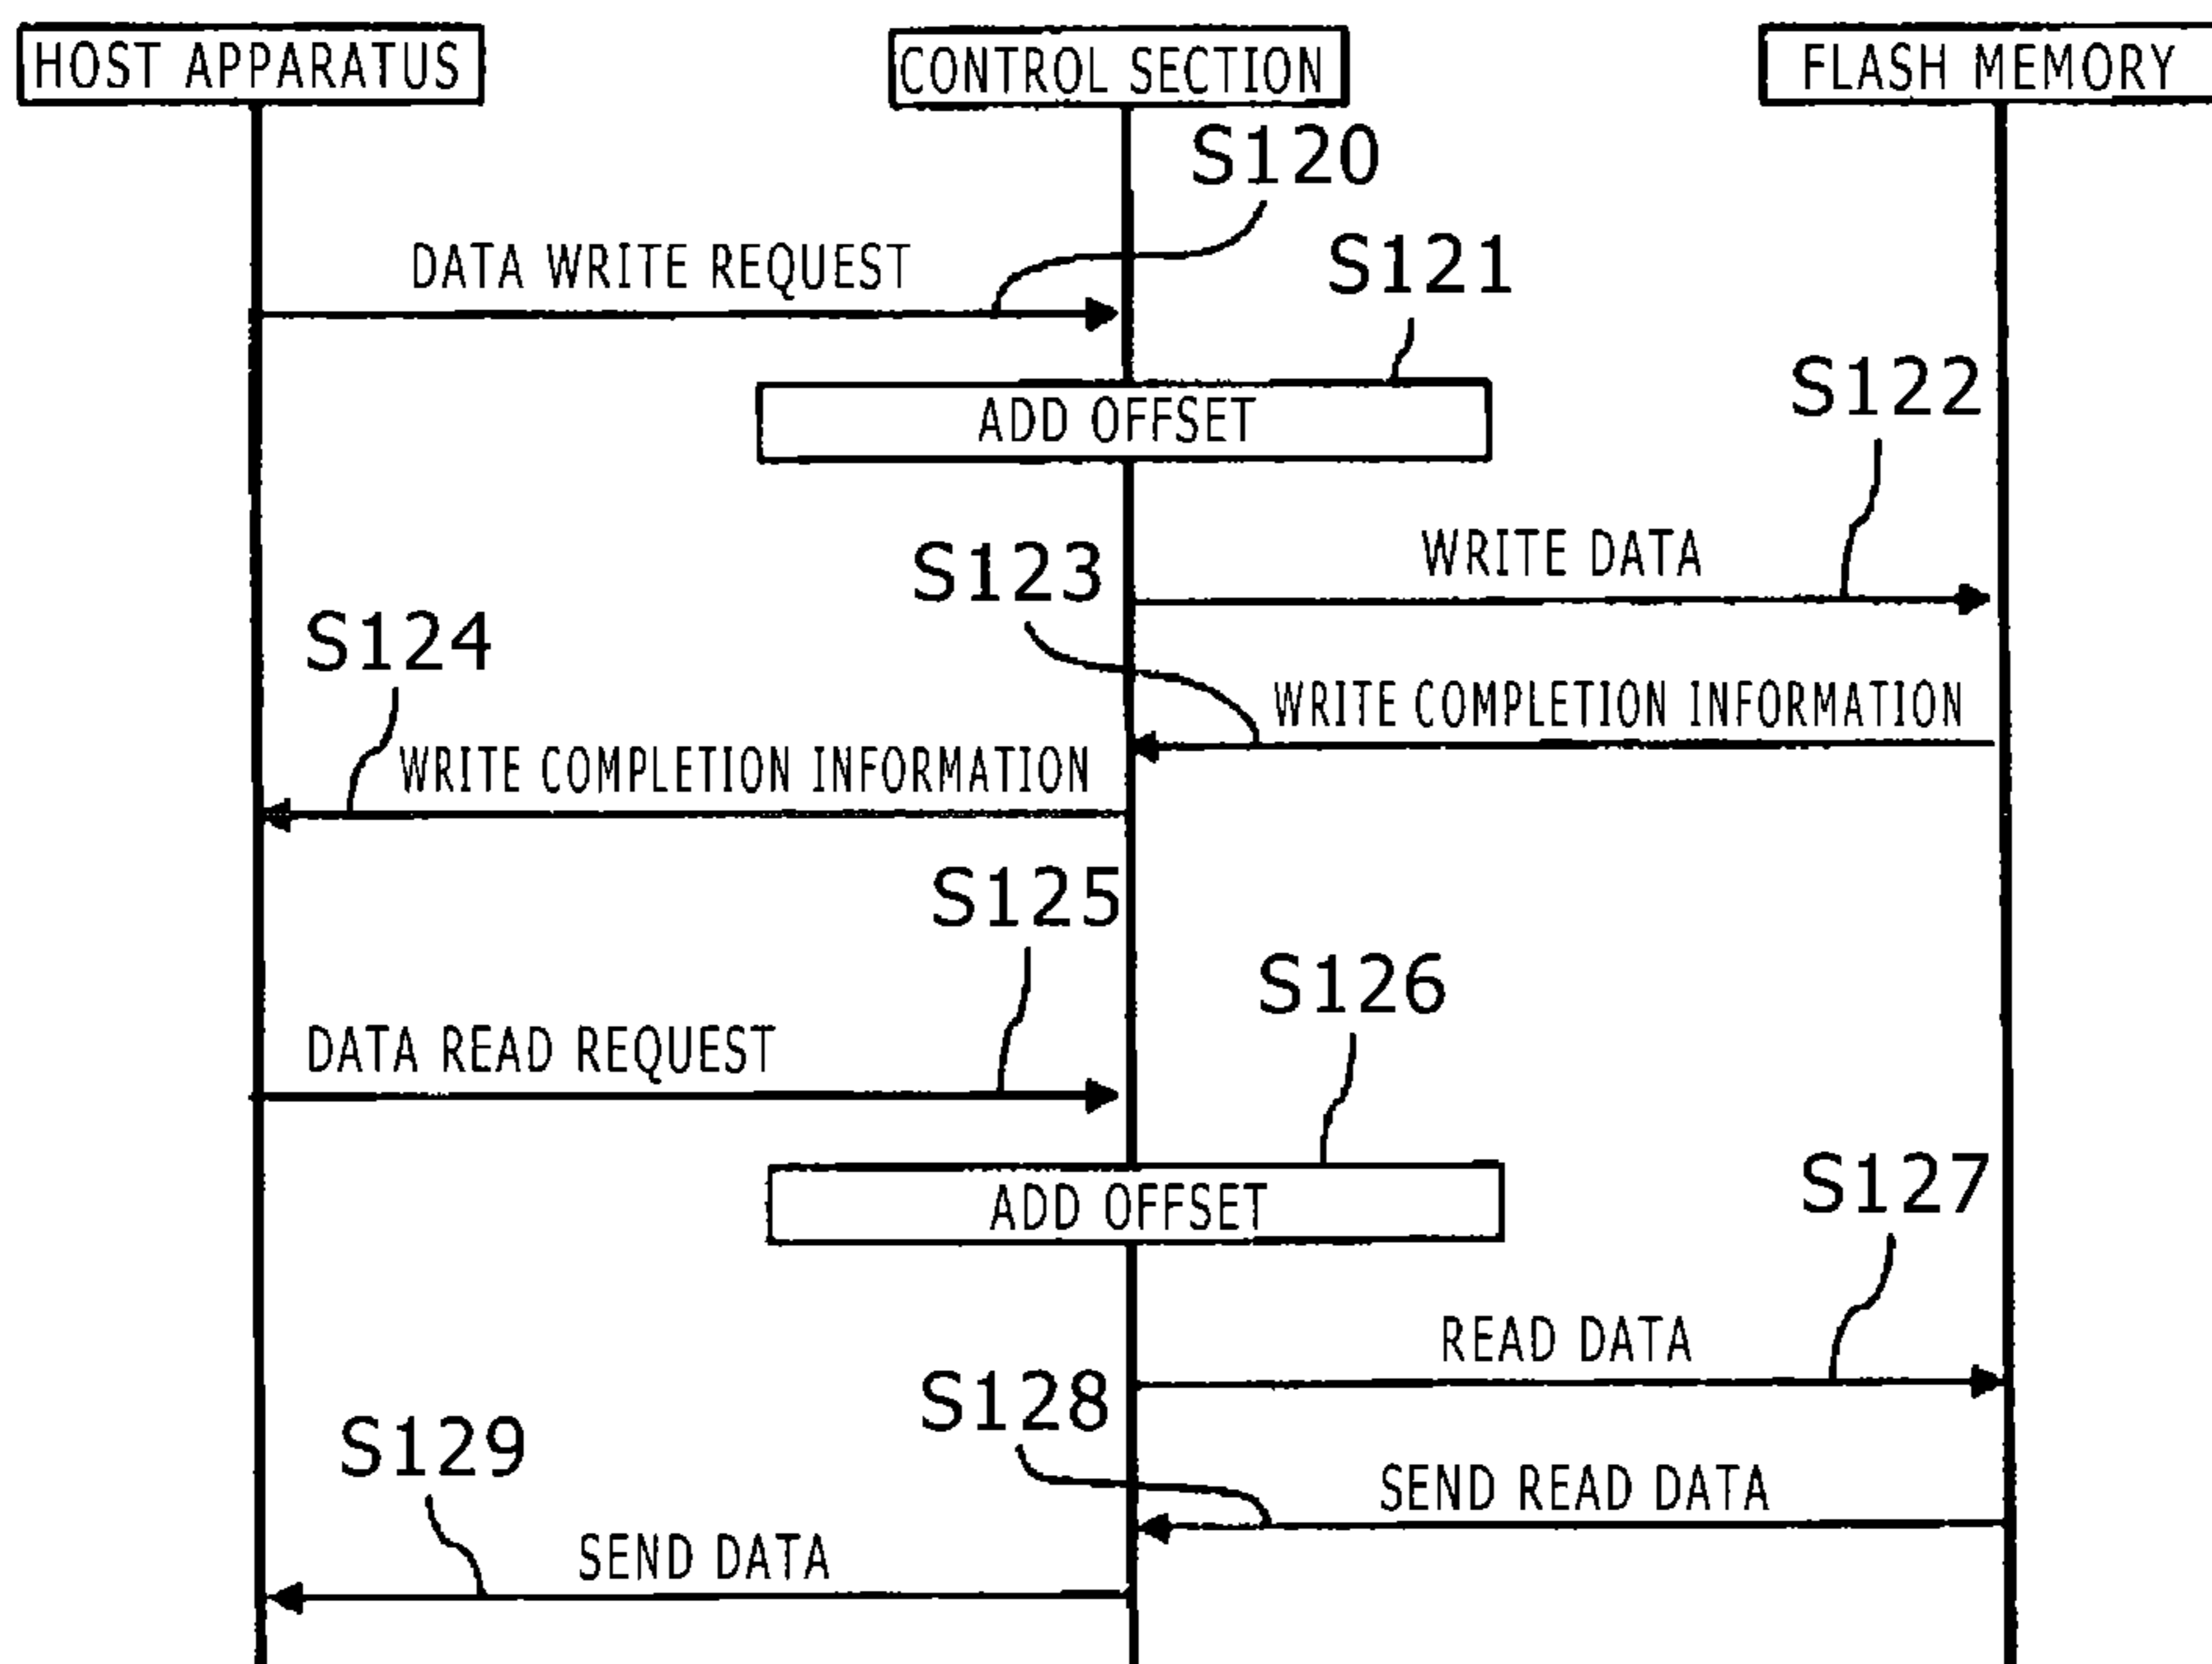 HOST APPARATUS
CONTROL SECTION
FLASH MEMORY
S120
DATA WRITE REQUEST
S121
ADD OFFSET
S122
WRITE DATA
S123
WRITE COMPLETION INFORMATION
S124
WRITE COMPLETION INFORMATION
S125
DATA READ REQUEST
S126
ADD OFFSET
S127
READ DATA
S128
SEND READ DATA
S129
SEND DATA